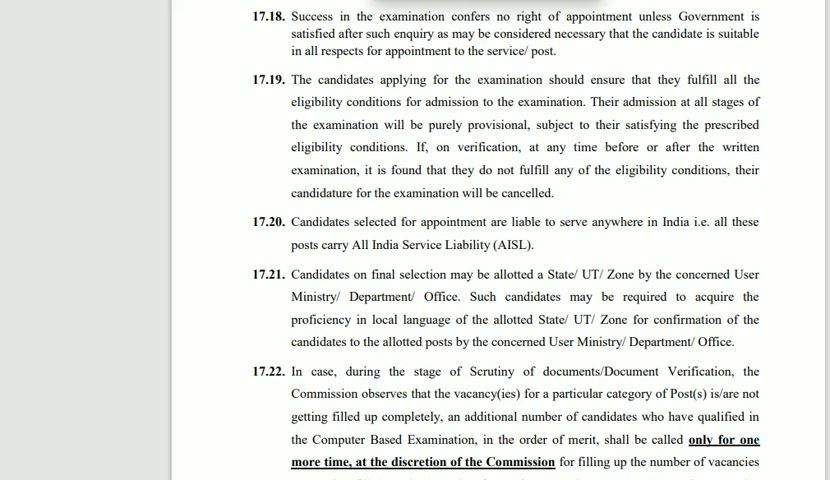 17.18. Success in the examination confers no right of appointment unless Government is
satisfied after such enquiry as may be considered necessary that the candidate is suitable
in all respects for appointment to the service/ post.
17.19. The candidates applying for the examination should ensure that they fulfill all the
eligibility conditions for admission to the examination. Their admission at all stages of
the examination will be purely provisional, subject to their satisfying the prescribed
eligibility conditions. If, on verification, at any time before or after the written
examination, it is found that they do not fulfill any of the eligibility conditions, their
candidature for the examination will be cancelled.
17.20. Candidates selected for appointment are liable to serve anywhere in India i.e. all these
posts carry All India Service Liability (AISL).
17.21. Candidates on final selection may be allotted a State/ UT/ Zone by the concerned User
Ministry/ Department/ Office. Such candidates may be required to acquire the
proficiency in local language of the allotted State/ UT/ Zone for confirmation of the
candidates to the allotted posts by the concerned User Ministry/ Department/ Office.
17.22. In case, during the stage of Scrutiny of documents/Document Verification, the
Commission observes that the vacancy(ies) for a particular category of Post(s) is/are not
getting filled up completely, an additional number of candidates who have qualified in
the Computer Based Examination, in the order of merit, shall be called only for one
more time, at the discretion of the Commission for filling up the number of vacancies